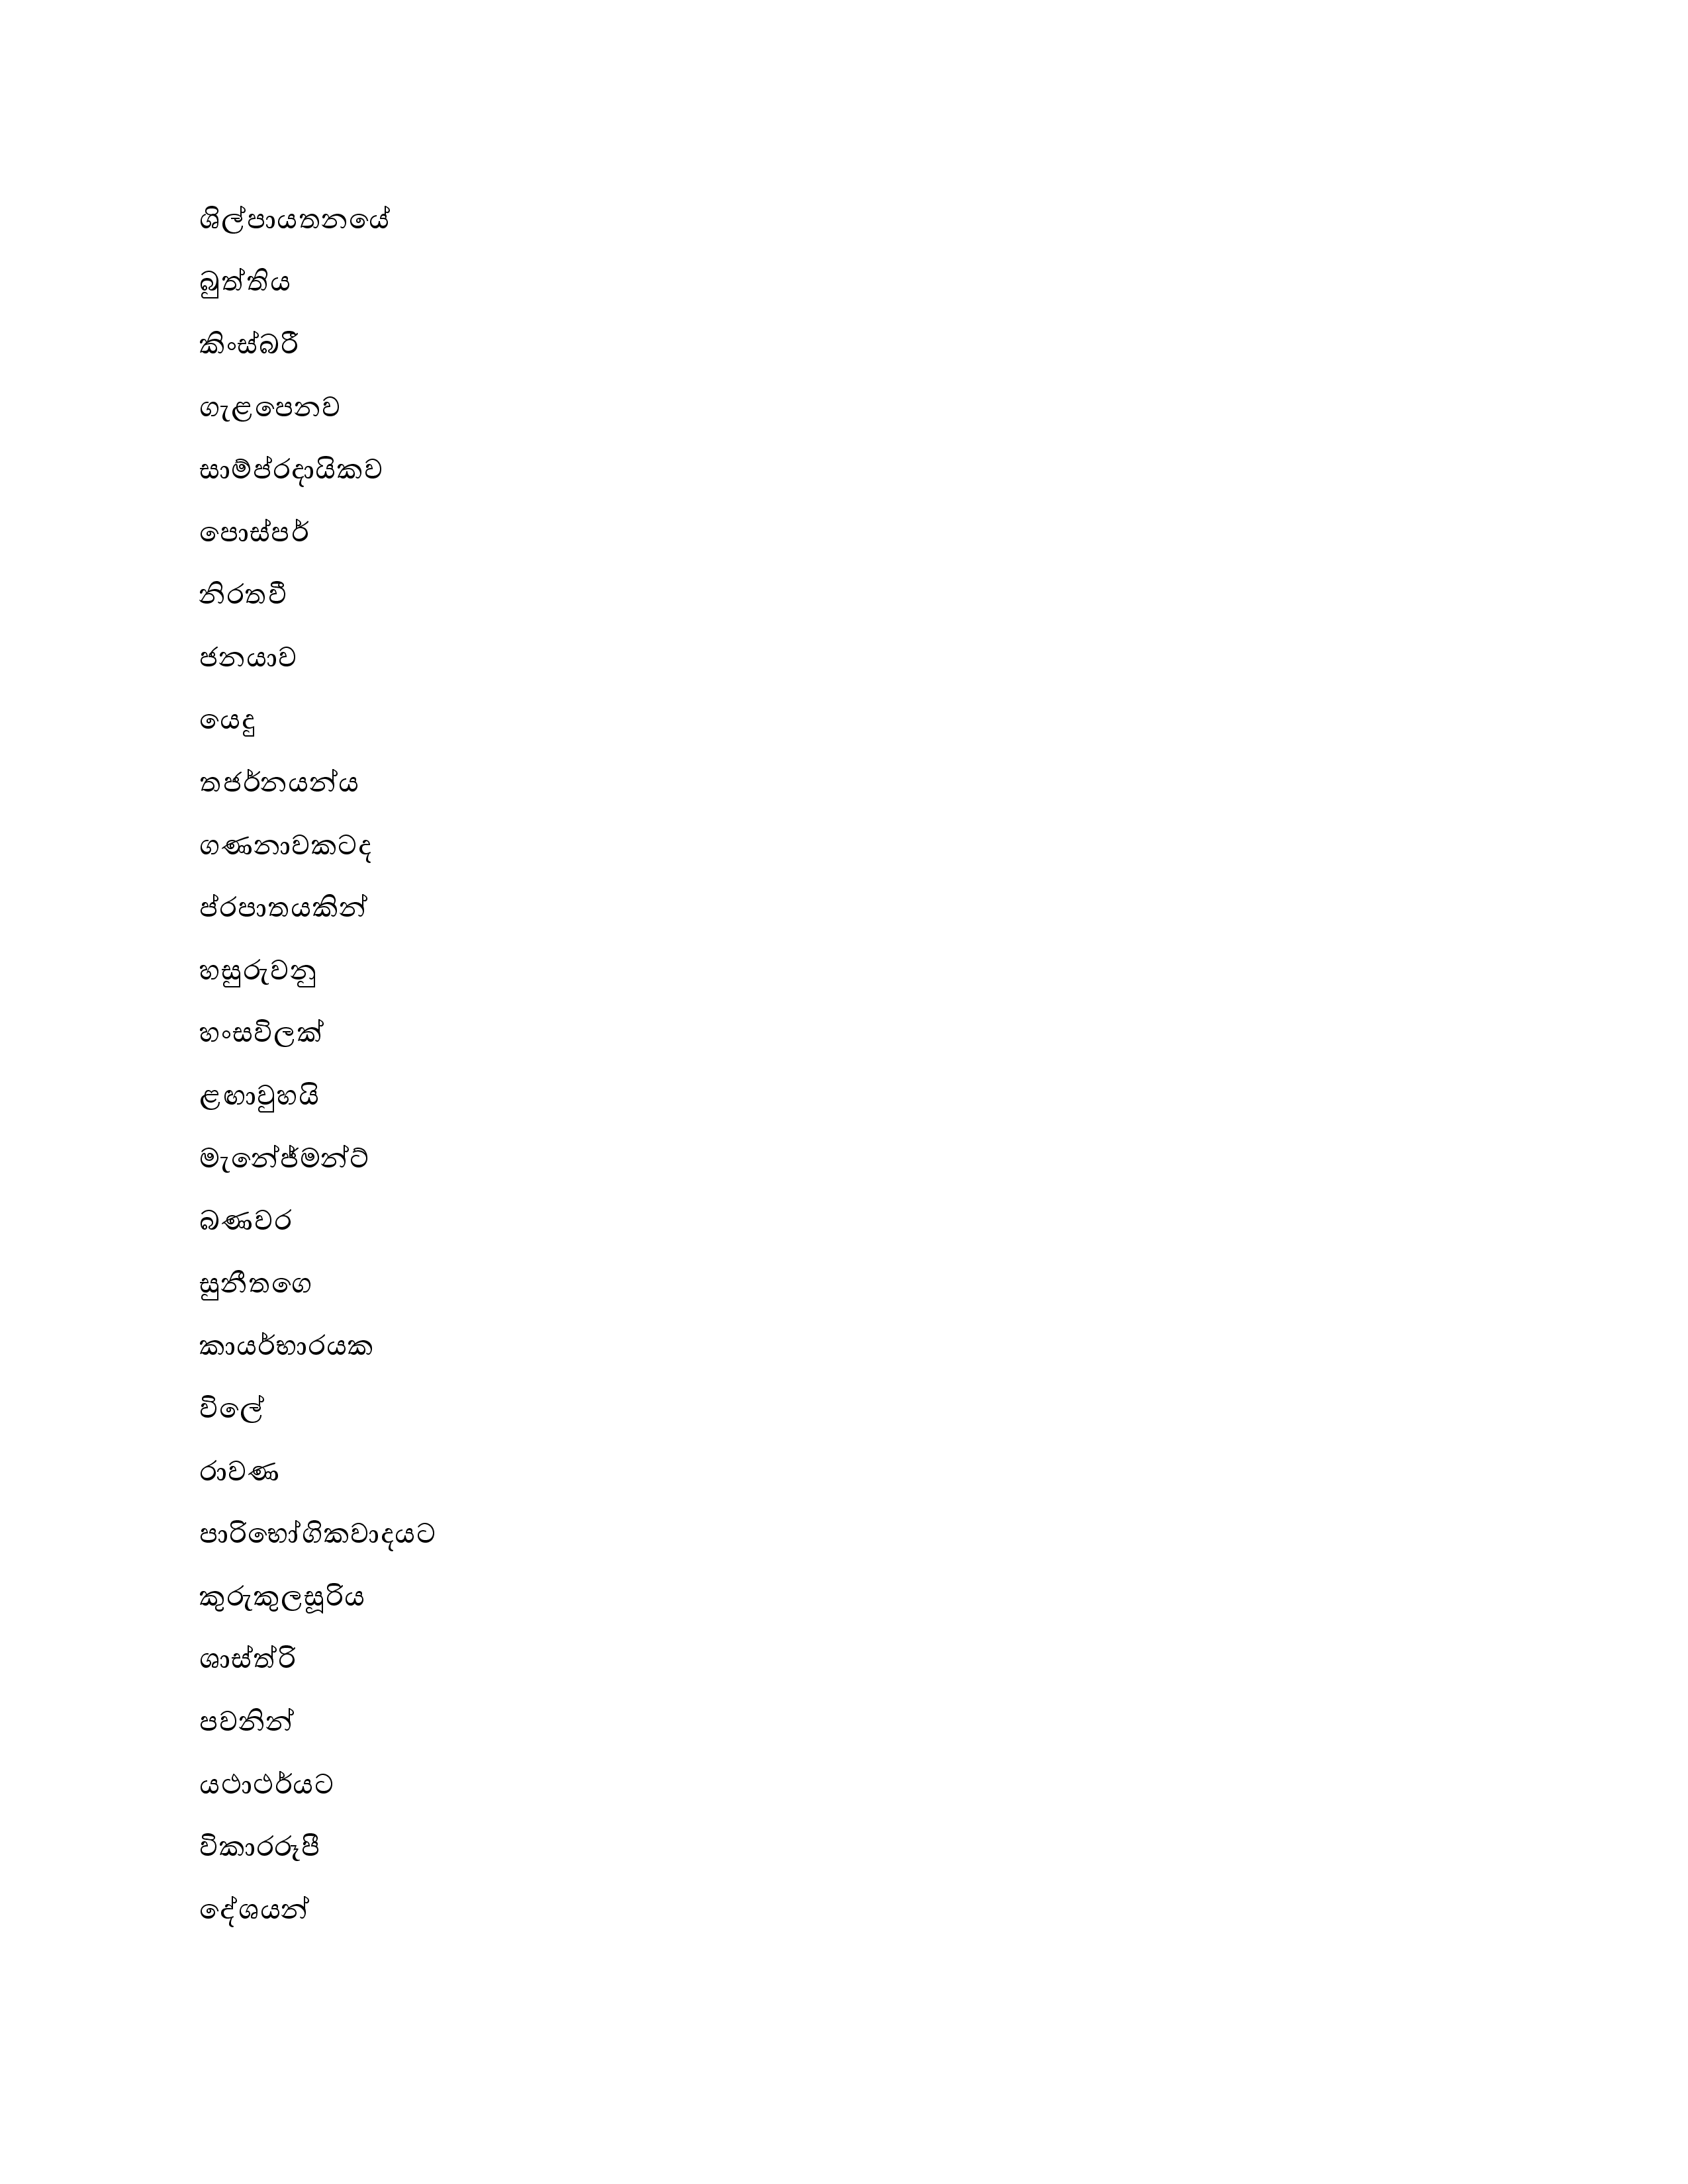 ශිල්පායතනයේ
බුත්තිය
කිංස්බරී
ගැළපෙනව
සාම්ප්රදායිකව
පොස්පර්
නිරතවී
ජනයාව
යෙදු
තජර්නයන්ය
ගණනාවකටද
ප්රපාතයකින්
හසුරුවනු
හංසවිලක්
ළඟාවුහයි
මැනේජ්මන්ට්
බණවර
සුනීතගෙ
කායර්භාරයක
විලේ
රාවණ
පාරිභෝගිකවාදයට
කුරුකුලසූරිය
ශාස්ත්රි
පවනින්
යථාථර්යට
විකාරරූපී
දේශයන්